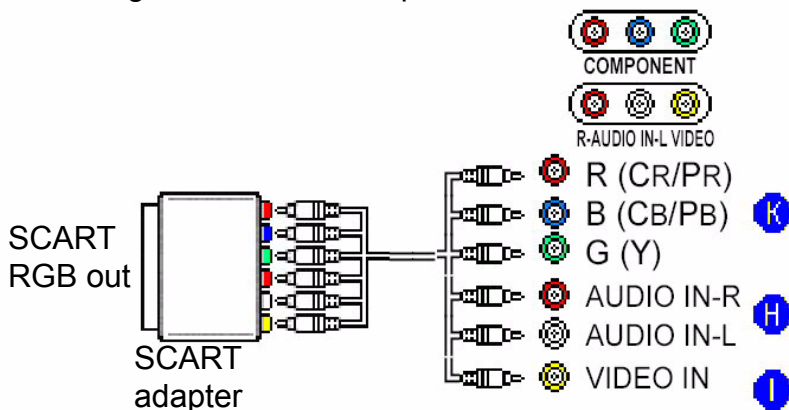 COMPONENT
R-AUDIO IN-L VIDEO
R (CR/PR)
B (CB/PB)
K
G (Y)
SCART
RGB out
AUDIO IN-R
H
AUDIO IN-L
SCART
adapter
VIDEO IN
I